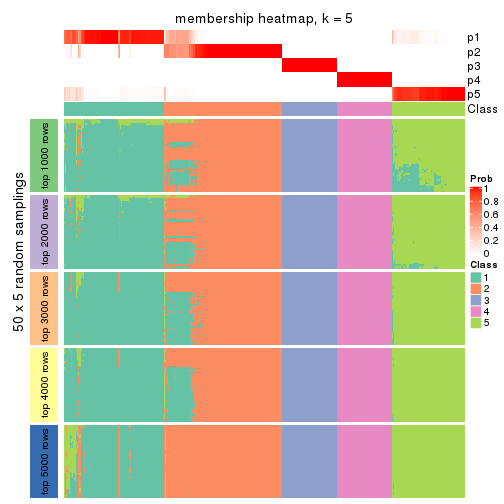 membership heatmap, k = 5
p1
p2
p3
p4
p5
Class
50 x 5 random samplings
top 1000 rows
top 2000 rows
top 3000 rows
top 4000 rows
top 5000 rows
Prob
1
0.8
0.6
0.4
0.2
0
Class
1
2
3
4
5